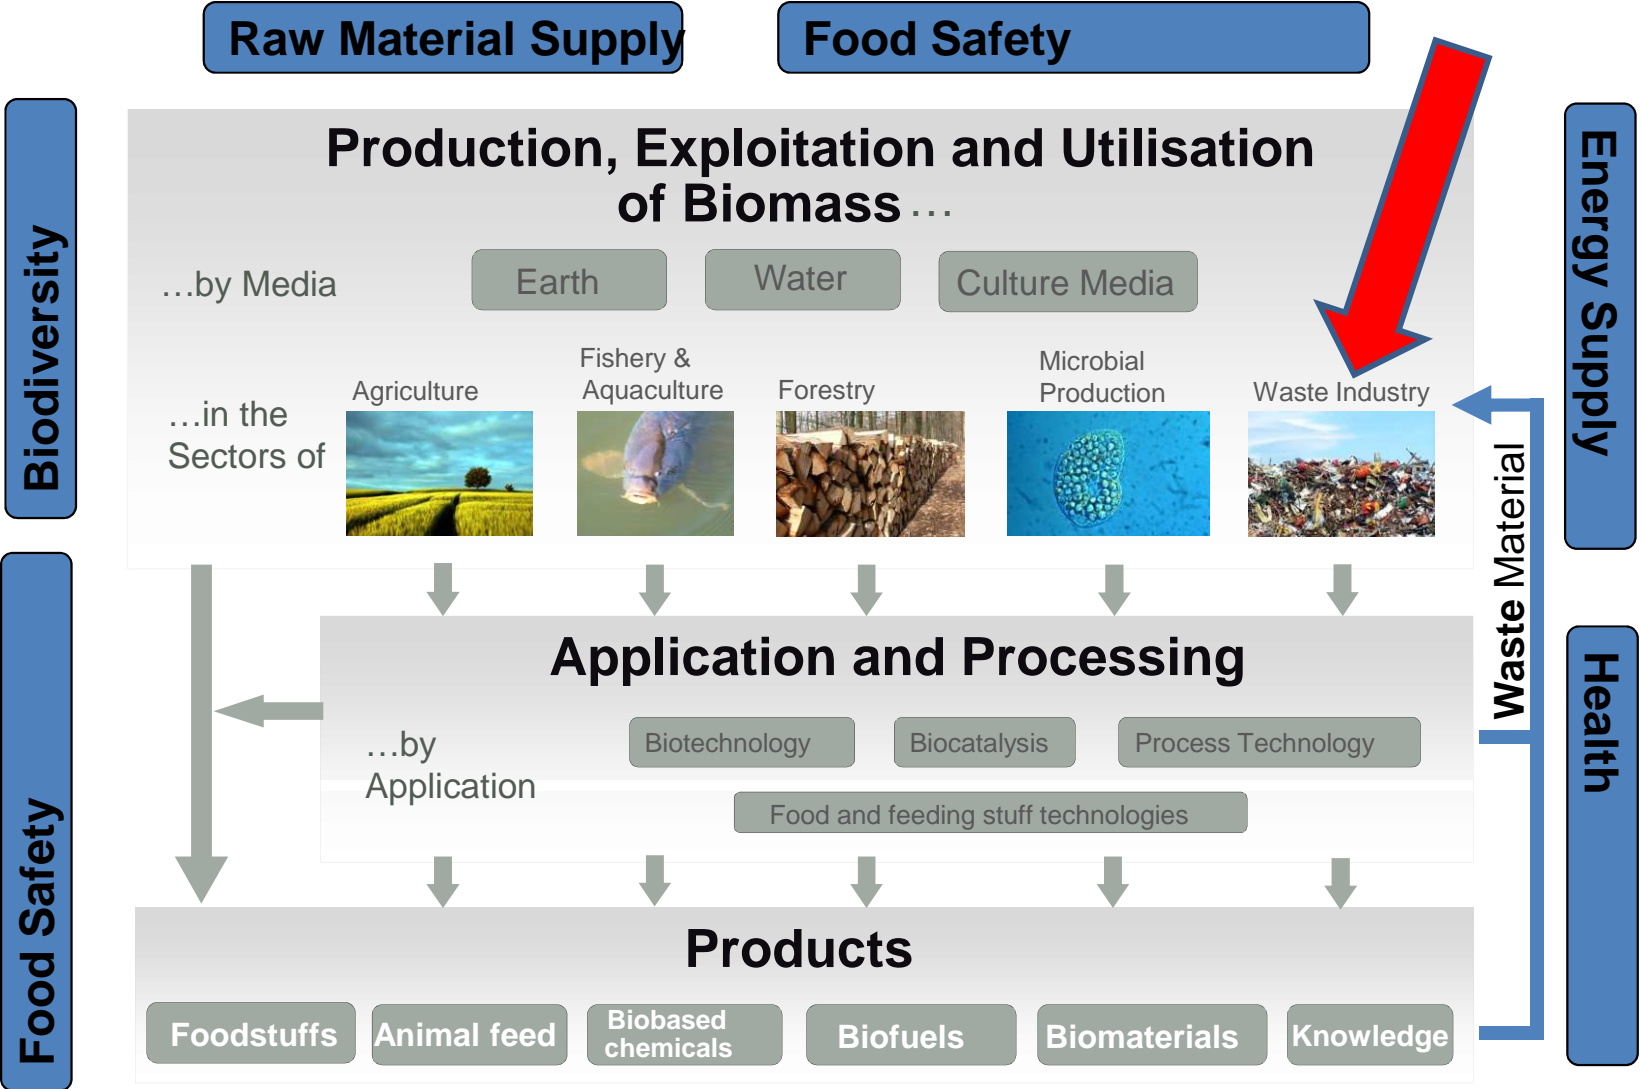 Raw Material Supply
Food Safety
Biodiversity
Food Safety
Energy Supply
Health
Production, Exploitation and Utilisation
of Biomass ...
...by Media
Earth
Water
Culture Media
...in the
Sectors of
Agriculture
Fishery &
Aquaculture
Forestry
Microbial
Production
Waste Industry
Waste Material
Application and Processing
...by
Application
Biotechnology
Biocatalysis
Process Technology
Food and feeding stuff technologies
Products
Foodstuffs
Animal feed
Biobased
chemicals
Biofuels
Biomaterials
Knowledge